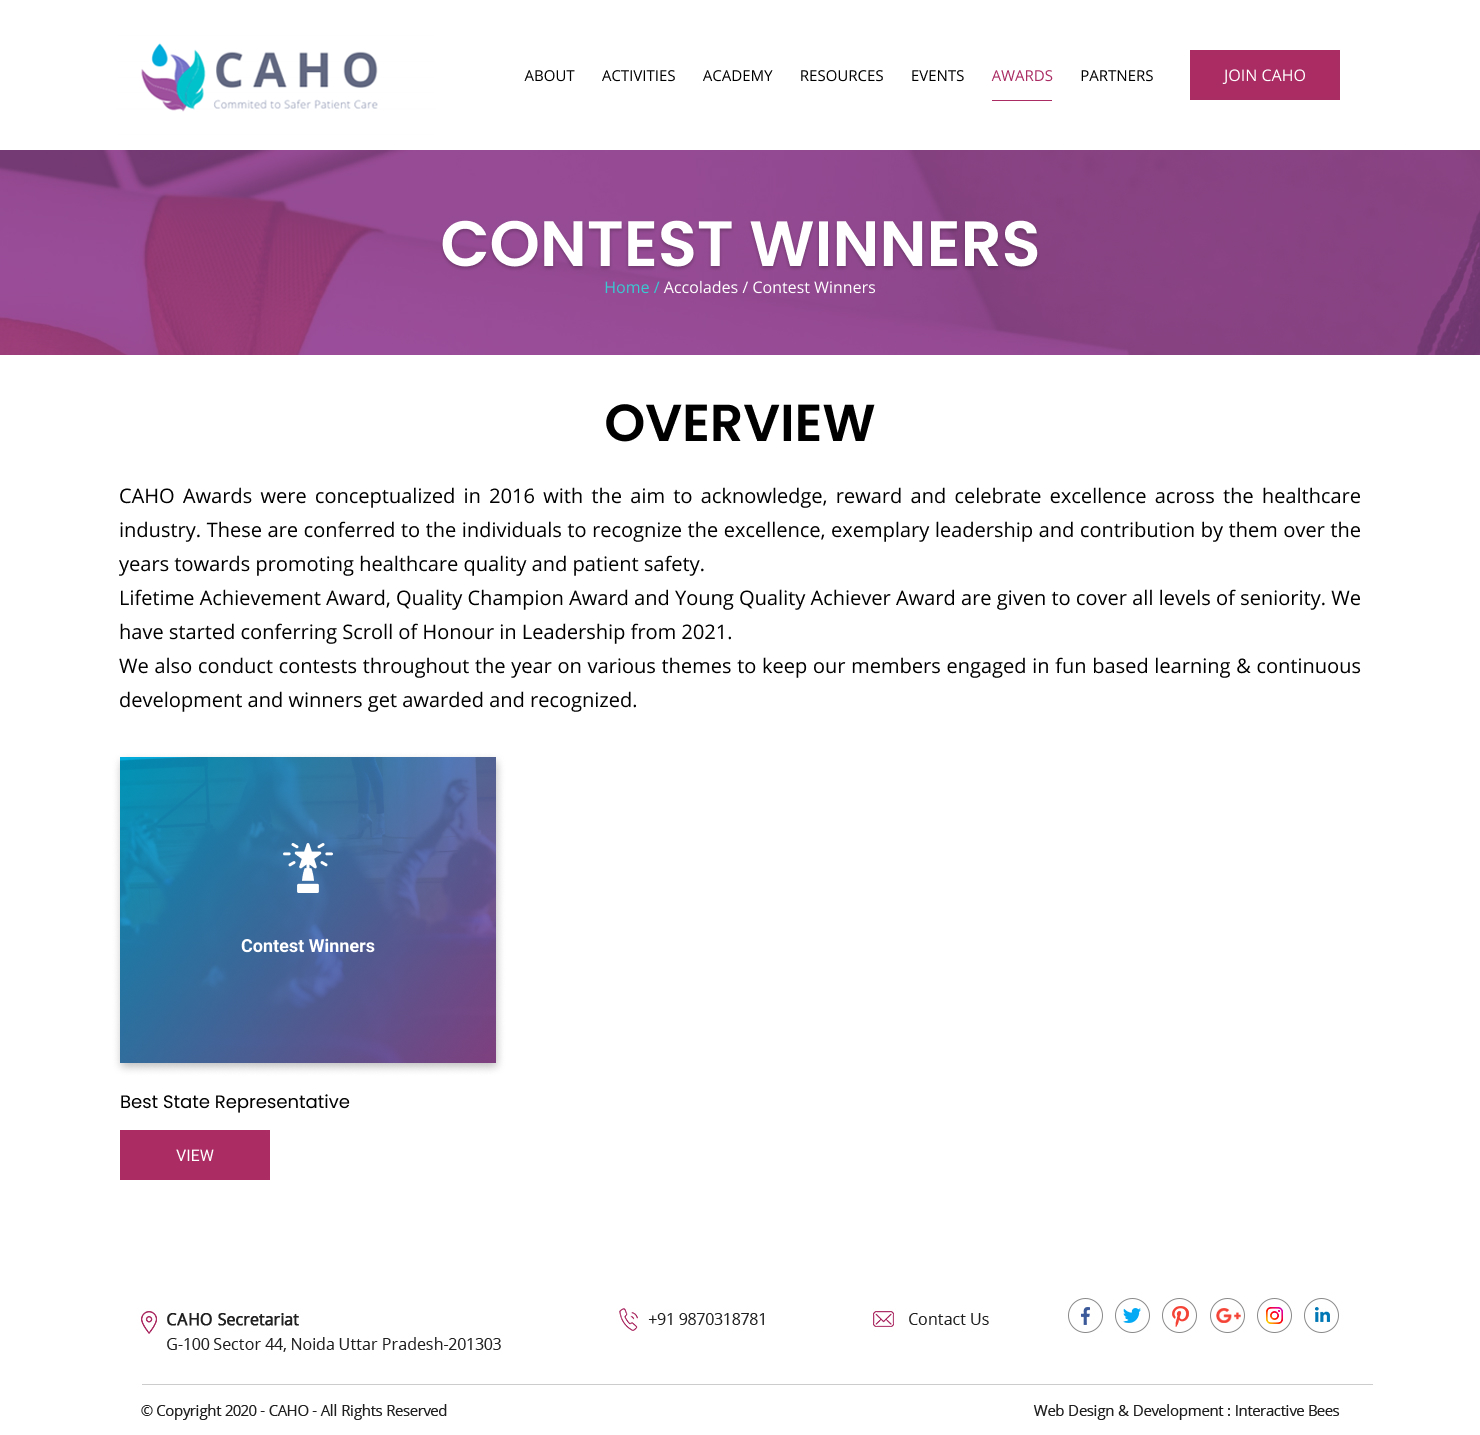 CAHO
Commited to Safer Patient Care
ABOUT ACTIVITIES ACADEMY RESOURCES EVENTS AWARDS PARTNERS JOIN CAHO
CONTEST WINNERS
Home / Accolades / Contest Winners
OVERVIEW
CAHO Awards were conceptualized in 2016 with the aim to acknowledge, reward and celebrate excellence across the healthcare
industry. These are conferred to the individuals to recognize the excellence, exemplary leadership and contribution by them over the
years towards promoting healthcare quality and patient safety.
Lifetime Achievement Award, Quality Champion Award and Young Quality Achiever Award are given to cover all levels of seniority. We
have started conferring Scroll of Honour in Leadership from 2021.
We also conduct contests throughout the year on various themes to keep our members engaged in fun based learning & continuous
development and winners get awarded and recognized.
Contest Winners
Best State Representative
VIEW
CAHO Secretariat
G-100 Sector 44, Noida Uttar Pradesh-201303
+91 9870318781
Contact Us
© Copyright 2020 - CAHO - All Rights Reserved
Web Design & Development : Interactive Bees